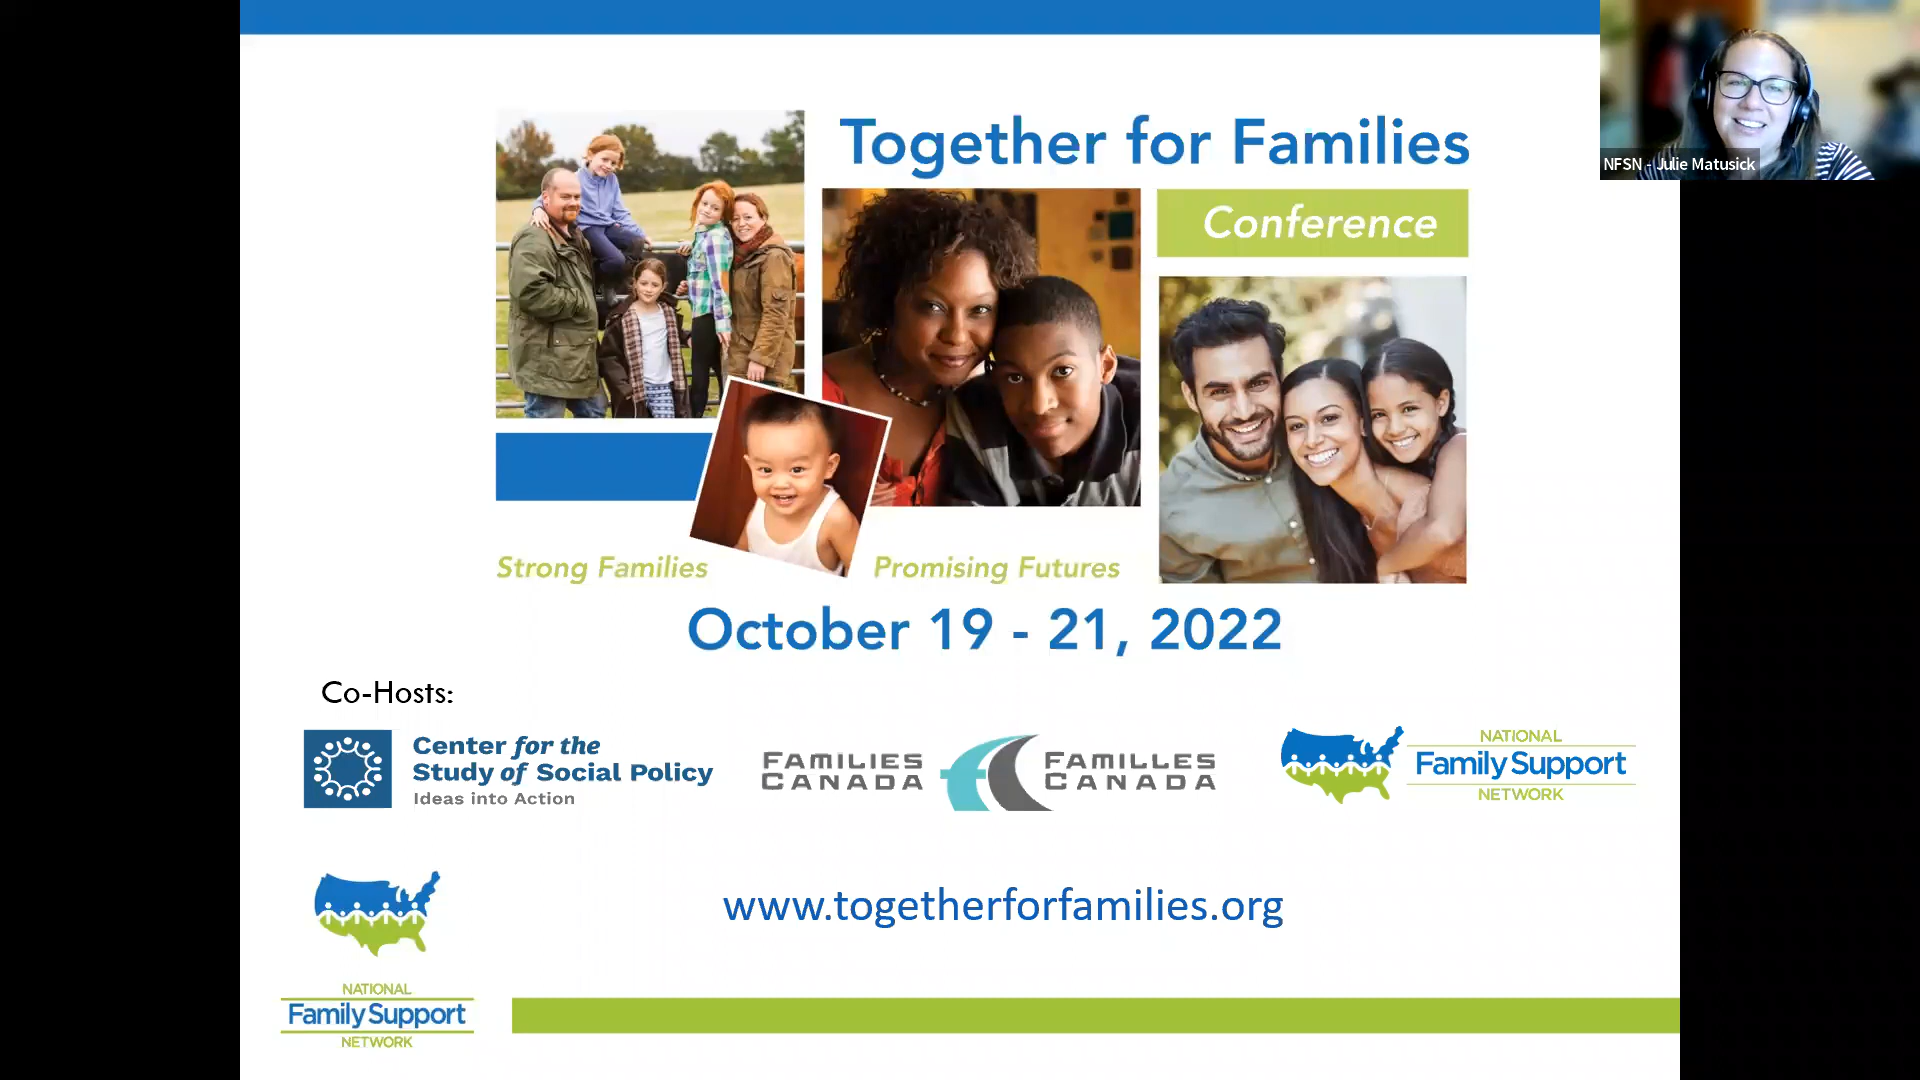 Together for Families
Conference
Strong Families
Promising Futures
October 19 - 21, 2022
Co-Hosts:
Center for the
Study of Social Policy
Ideas into Action
FAMILIES
CANADA
FAMILLES
CANADA
NATIONAL
Family Support
NETWORK
www.togetherforfamilies.org
NATIONAL
Family Support
NETWORK
NFSN - Julie Matusick